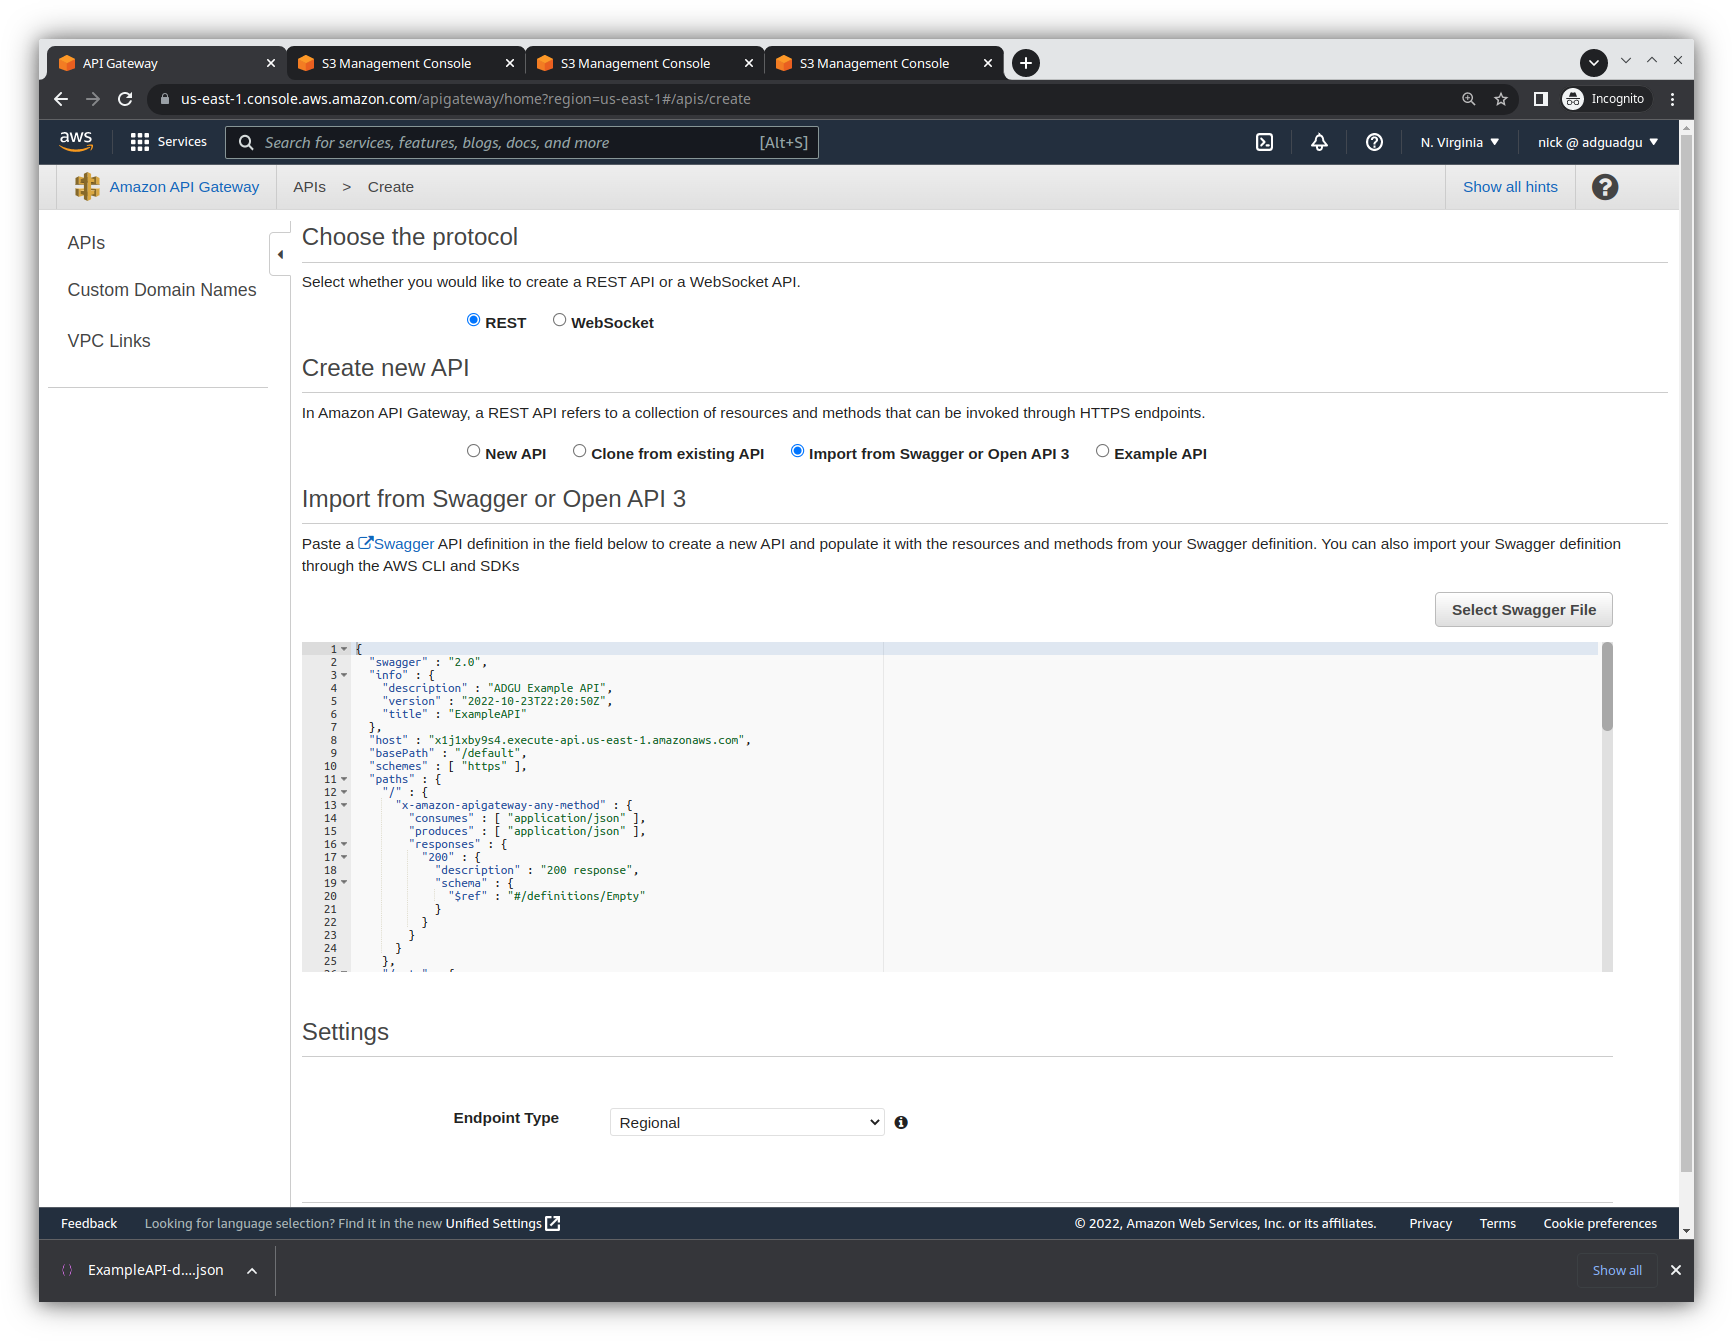 API Gateway
S3 Management Console
S3 Management Console
S3 Management Console
us-east-1.console.aws.amazon.com/apigateway/home?region=us-east-1#/apis/create
Incognito
aws
Services
Search for services, features, blogs, docs, and more
[Alt+S]
N. Virginia
nick @ adguadgu
Amazon API Gateway
APIs > Create
Show all hints
APIs
Custom Domain Names
VPC Links
Choose the protocol
Select whether you would like to create a REST API or a WebSocket API.
REST
WebSocket
Create new API
In Amazon API Gateway, a REST API refers to a collection of resources and methods that can be invoked through HTTPS endpoints.
New API
Clone from existing API
Import from Swagger or Open API 3
Example API
Import from Swagger or Open API 3
Paste a Swagger API definition in the field below to create a new API and populate it with the resources and methods from your Swagger definition. You can also import your Swagger definition
through the AWS CLI and SDKs
Select Swagger File
1 {
2 "swagger" : "2.0",
3 "info" : {
4 "description" : "ADGU Example API",
5 "version" : "2022-10-23T22:20:50Z",
6 "title" : "ExampleAPI"
7 },
8 "host" : "x1j1xby9s4.execute-api.us-east-1.amazonaws.com",
9 "basePath" : "/default",
10 "schemes" : [ "https" ],
11 "paths" : {
12 "/" : {
13 "x-amazon-apigateway-any-method" : {
14 "consumes" : [ "application/json" ],
15 "produces" : [ "application/json" ],
16 "responses" : {
17 "200" : {
18 "description" : "200 response",
19 "schema" : {
20 "$ref" : "#/definitions/Empty"
21 }
22 }
23 }
24 }
25 },
Settings
Endpoint Type
Regional
Feedback
Looking for language selection? Find it in the new Unified Settings
© 2022, Amazon Web Services, Inc. or its affiliates.
Privacy
Terms
Cookie preferences
ExampleAPI-d....json
Show all